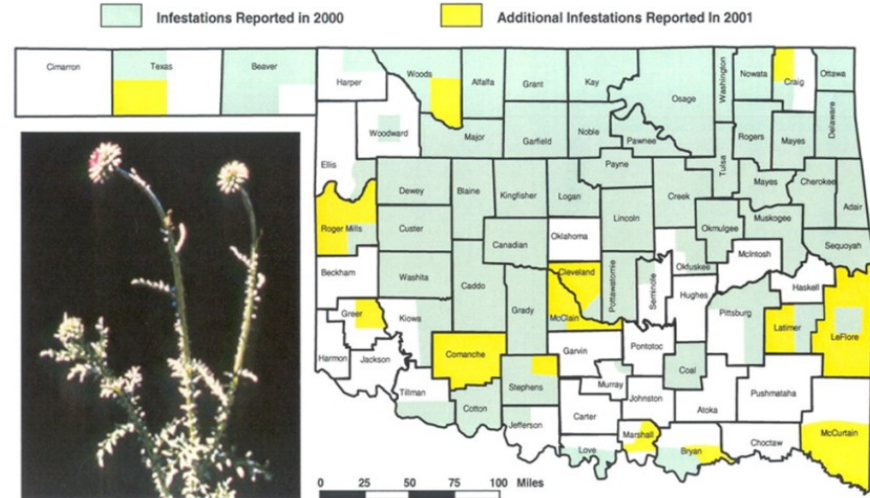 Infestations Reported in 2000
Additional Infestations Reported In 2001
Cimarron
Texas
Beaver
Harper
Woods
Alfalfa
Grant
Kay
Osage
Washington
Nowata
Craig
Ottawa
Woodward
Major
Garfield
Noble
Pawnee
Rogers
Mayes
Delaware
Ellis
Dewey
Blaine
Kingfisher
Logan
Payne
Creek
Tulsa
Mayes
Cherokee
Adair
Roger Mills
Custer
Canadian
Oklahoma
Lincoln
Okmulgee
Muskogee
Sequoyah
Beckham
Washita
Caddo
Grady
Cleveland
Pottawatomie
Seminole
Okfuskee
McIntosh
Hughes
Haskell
Greer
Kiowa
McClain
Pittsburg
Latimer
LeFlore
Harmon
Jackson
Comanche
Garvin
Pontotoc
Coal
Tillman
Cotton
Stephens
Murray
Johnston
Atoka
Pushmataha
Jefferson
Carter
Love
Marshall
Bryan
Choctaw
McCurtain
0 25 50 75 100 Miles